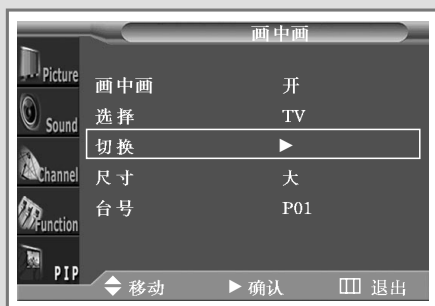 画中画
Picture
画中画 开
Sound
选择 TV
切换 ▶
Channel
尺寸 大
Function
台号 P01
PIP
移动 ▶ 确认 退出